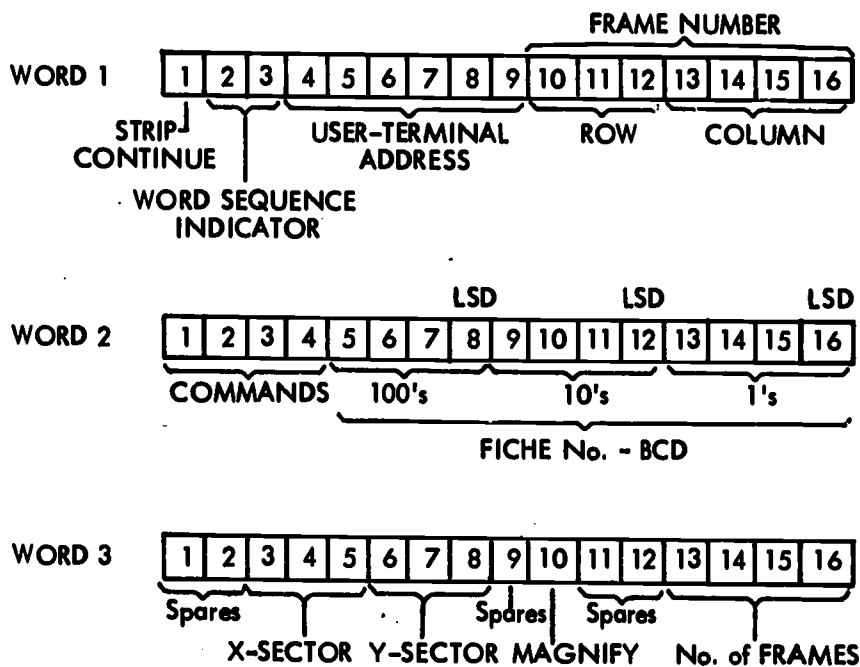 FRAME NUMBER
WORD 1 1 2 3 4 5 6 7 8 9 10 11 12 13 14 15 16
STRIP CONTINUE
WORD SEQUENCE INDICATOR
USER-TERMINAL ADDRESS
ROW
COLUMN
LSD LSD LSD
WORD 2 1 2 3 4 5 6 7 8 9 10 11 12 13 14 15 16
COMMANDS 100's 10's 1's
FICHE No. - BCD
WORD 3 1 2 3 4 5 6 7 8 9 10 11 12 13 14 15 16
Spares Spares Spares
X-SECTOR Y-SECTOR MAGNIFY No. of FRAMES